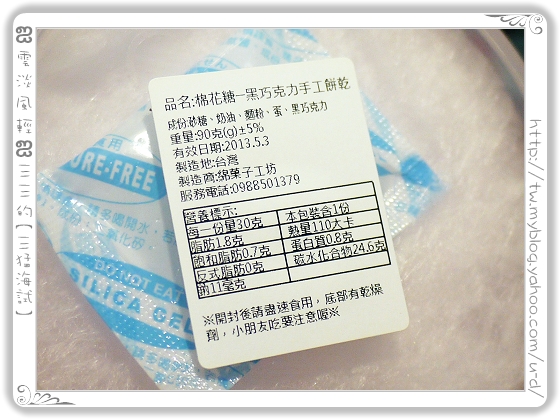 品名:棉花糖-黑巧克力手工餅乾
成份:砂糖、奶油、麵粉、蛋、黑巧克力
重量:90克(g)±5%
有效日期:2013.5.3
製造地:台灣
製造商:綿菓子工坊
服務電話:0988501379
營養標示:
每一份量30克 本包裝含1份
脂肪1.8克 熱量110大卡
飽和脂肪0.7克 蛋白質0.8克
反式脂肪0克 碳水化合物24.6克
鈉11毫克
※開封後請盡速食用,底部有乾燥
劑,小朋友吃要注意喔※
URE-FREE
DO NOT EAT
SILICA GEL
雲淡風輕 三三的【三猛海試】
http://tw.myblog.yahoo.com/u-d/